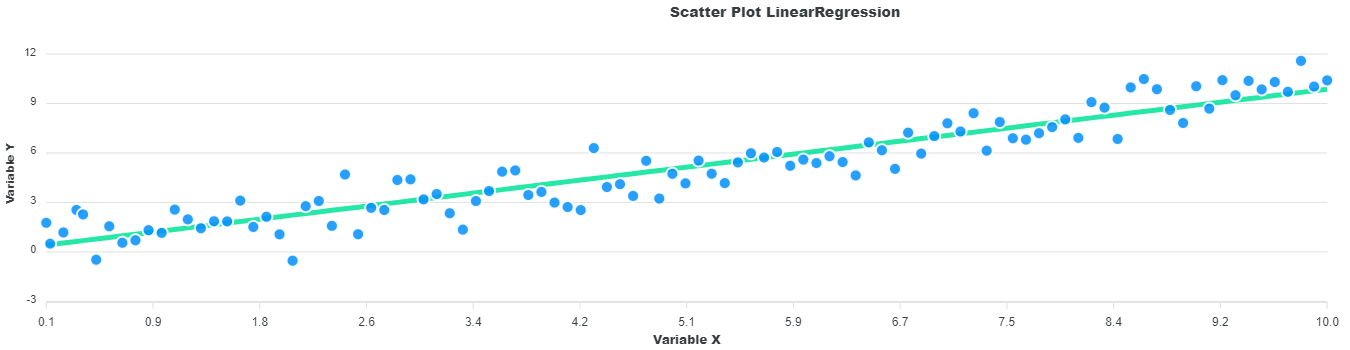 Scatter Plot LinearRegression
12
9
6
3
0
-3
Variable Y
0.1 0.9 1.8 2.6 3.4 4.2 5.1 5.9 6.7 7.5 8.4 9.2 10.0
Variable X